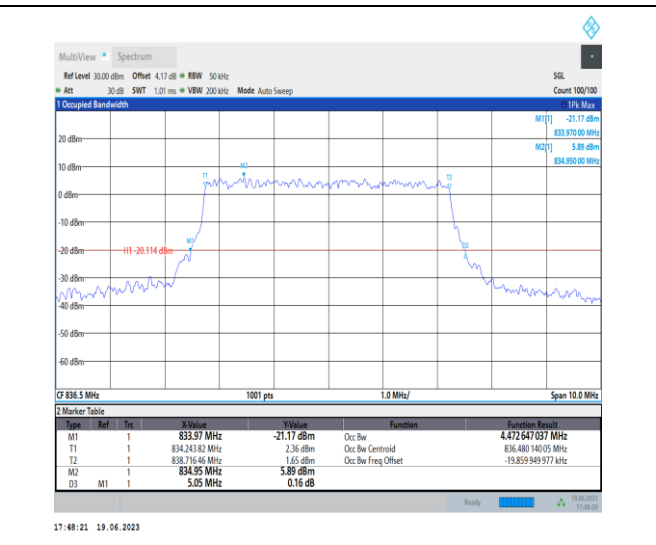 MultiView Spectrum
Ref Level 30.00 dBm Offset 4.17 dB RBW 50 kHz SGL
Att 30 dB SWT 1.01 ms VBW 200 kHz Mode Auto Sweep Count 100/100
1 Occupied Bandwidth 1Pk Max
M1[1] -21.17 dBm
833.970 00 MHz
M2[1] 5.89 dBm
834.950 00 MHz
20 dBm
10 dBm
M2
T1
T2
0 dBm
-10 dBm
M1
D3
-20 dBm
H1 -20.114 dBm
-30 dBm
-40 dBm
-50 dBm
-60 dBm
CF 836.5 MHz 1001 pts 1.0 MHz/ Span 10.0 MHz
2 Marker Table
Type Ref Trc X-Value Y-Value Function Function Result
M1 1 833.97 MHz -21.17 dBm Occ Bw 4.472 647 037 MHz
T1 1 834.243 82 MHz 2.36 dBm Occ Bw Centroid 836.480 140 05 MHz
T2 1 838.716 46 MHz 1.65 dBm Occ Bw Freq Offset -19.859 949 977 kHz
M2 1 834.95 MHz 5.89 dBm
D3 M1 1 5.05 MHz 0.16 dB
Ready 19.06.2023
17:48:20
17:48:21 19.06.2023